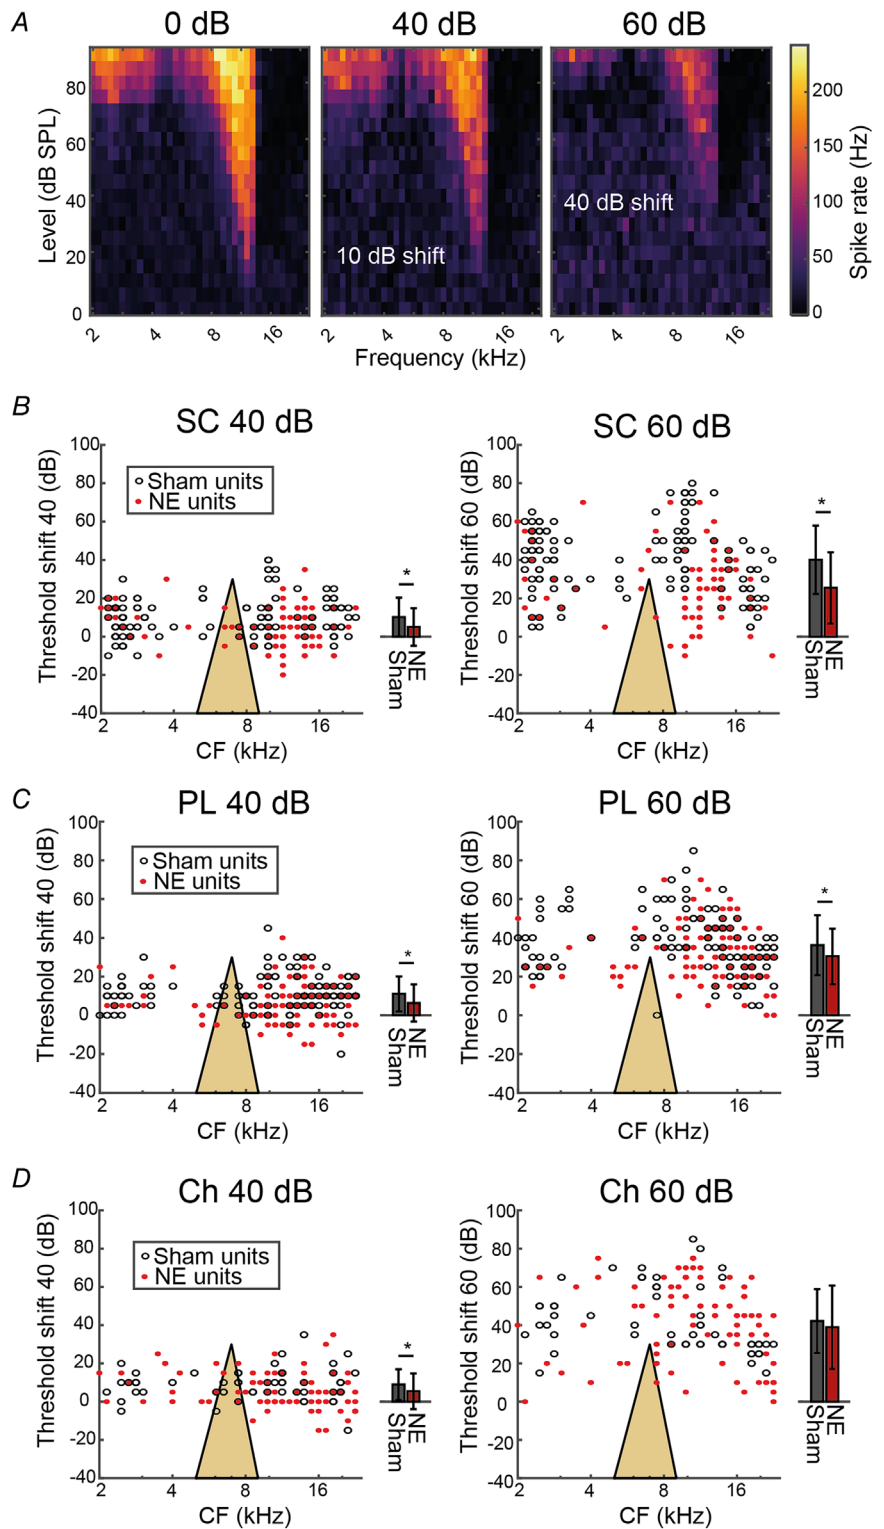 A
0 dB
40 dB
60 dB
Level (dB SPL)
80
60
40
20
0
10 dB shift
40 dB shift
200
150
100
50
0
Spike rate (Hz)
2 4 8 16
2 4 8 16
2 4 8 16
Frequency (kHz)
B
SC 40 dB
Threshold shift 40 (dB)
100
80
60
40
20
0
-20
-40
Sham units
NE units
*
Sham
NE
2 4 8 16
CF (kHz)
SC 60 dB
Threshold shift 60 (dB)
100
80
60
40
20
0
-20
-40
*
Sham
NE
2 4 8 16
CF (kHz)
C
PL 40 dB
Threshold shift 40 (dB)
100
80
60
40
20
0
-20
-40
Sham units
NE units
*
Sham
NE
2 4 8 16
CF (kHz)
PL 60 dB
Threshold shift 60 (dB)
100
80
60
40
20
0
-20
-40
*
Sham
NE
2 4 8 16
CF (kHz)
D
Ch 40 dB
Threshold shift 40 (dB)
100
80
60
40
20
0
-20
-40
Sham units
NE units
*
Sham
NE
2 4 8 16
CF (kHz)
Ch 60 dB
Threshold shift 60 (dB)
100
80
60
40
20
0
-20
-40
Sham
NE
2 4 8 16
CF (kHz)